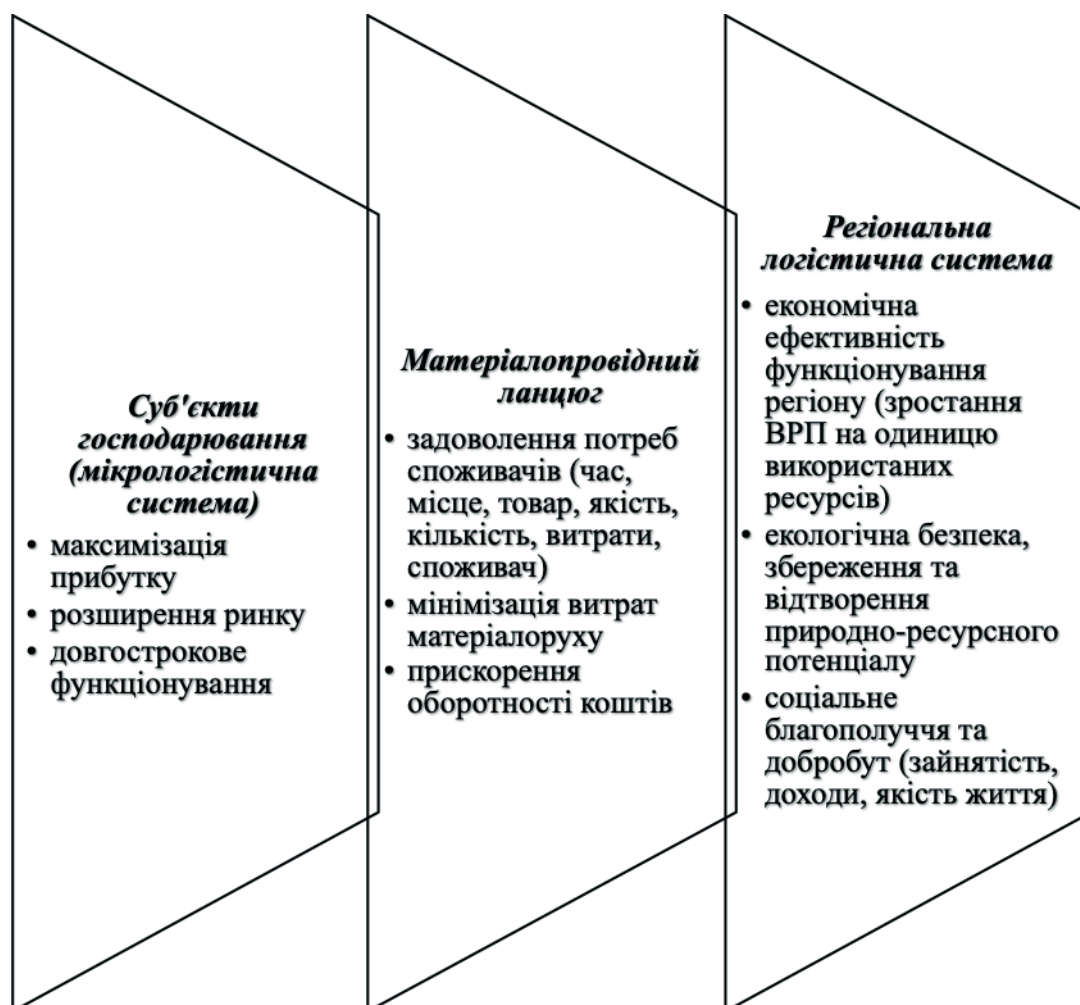 Суб'єкти
господарювання
(мікрологістична
система)
• максимізація
прибутку
• розширення ринку
• довгострокове
функціонування
Матеріалопровідний
ланцюг
• задоволення потреб
споживачів (час,
місце, товар, якість,
кількість, витрати,
споживач)
• мінімізація витрат
матеріалоруху
• прискорення
оборотності коштів
Регіональна
логістична система
• економічна
ефективність
функціонування
регіону (зростання
ВРП на одиницю
використаних
ресурсів)
• екологічна безпека,
збереження та
відтворення
природно-ресурсного
потенціалу
• соціальне
благополуччя та
добробут (зайнятість,
доходи, якість життя)